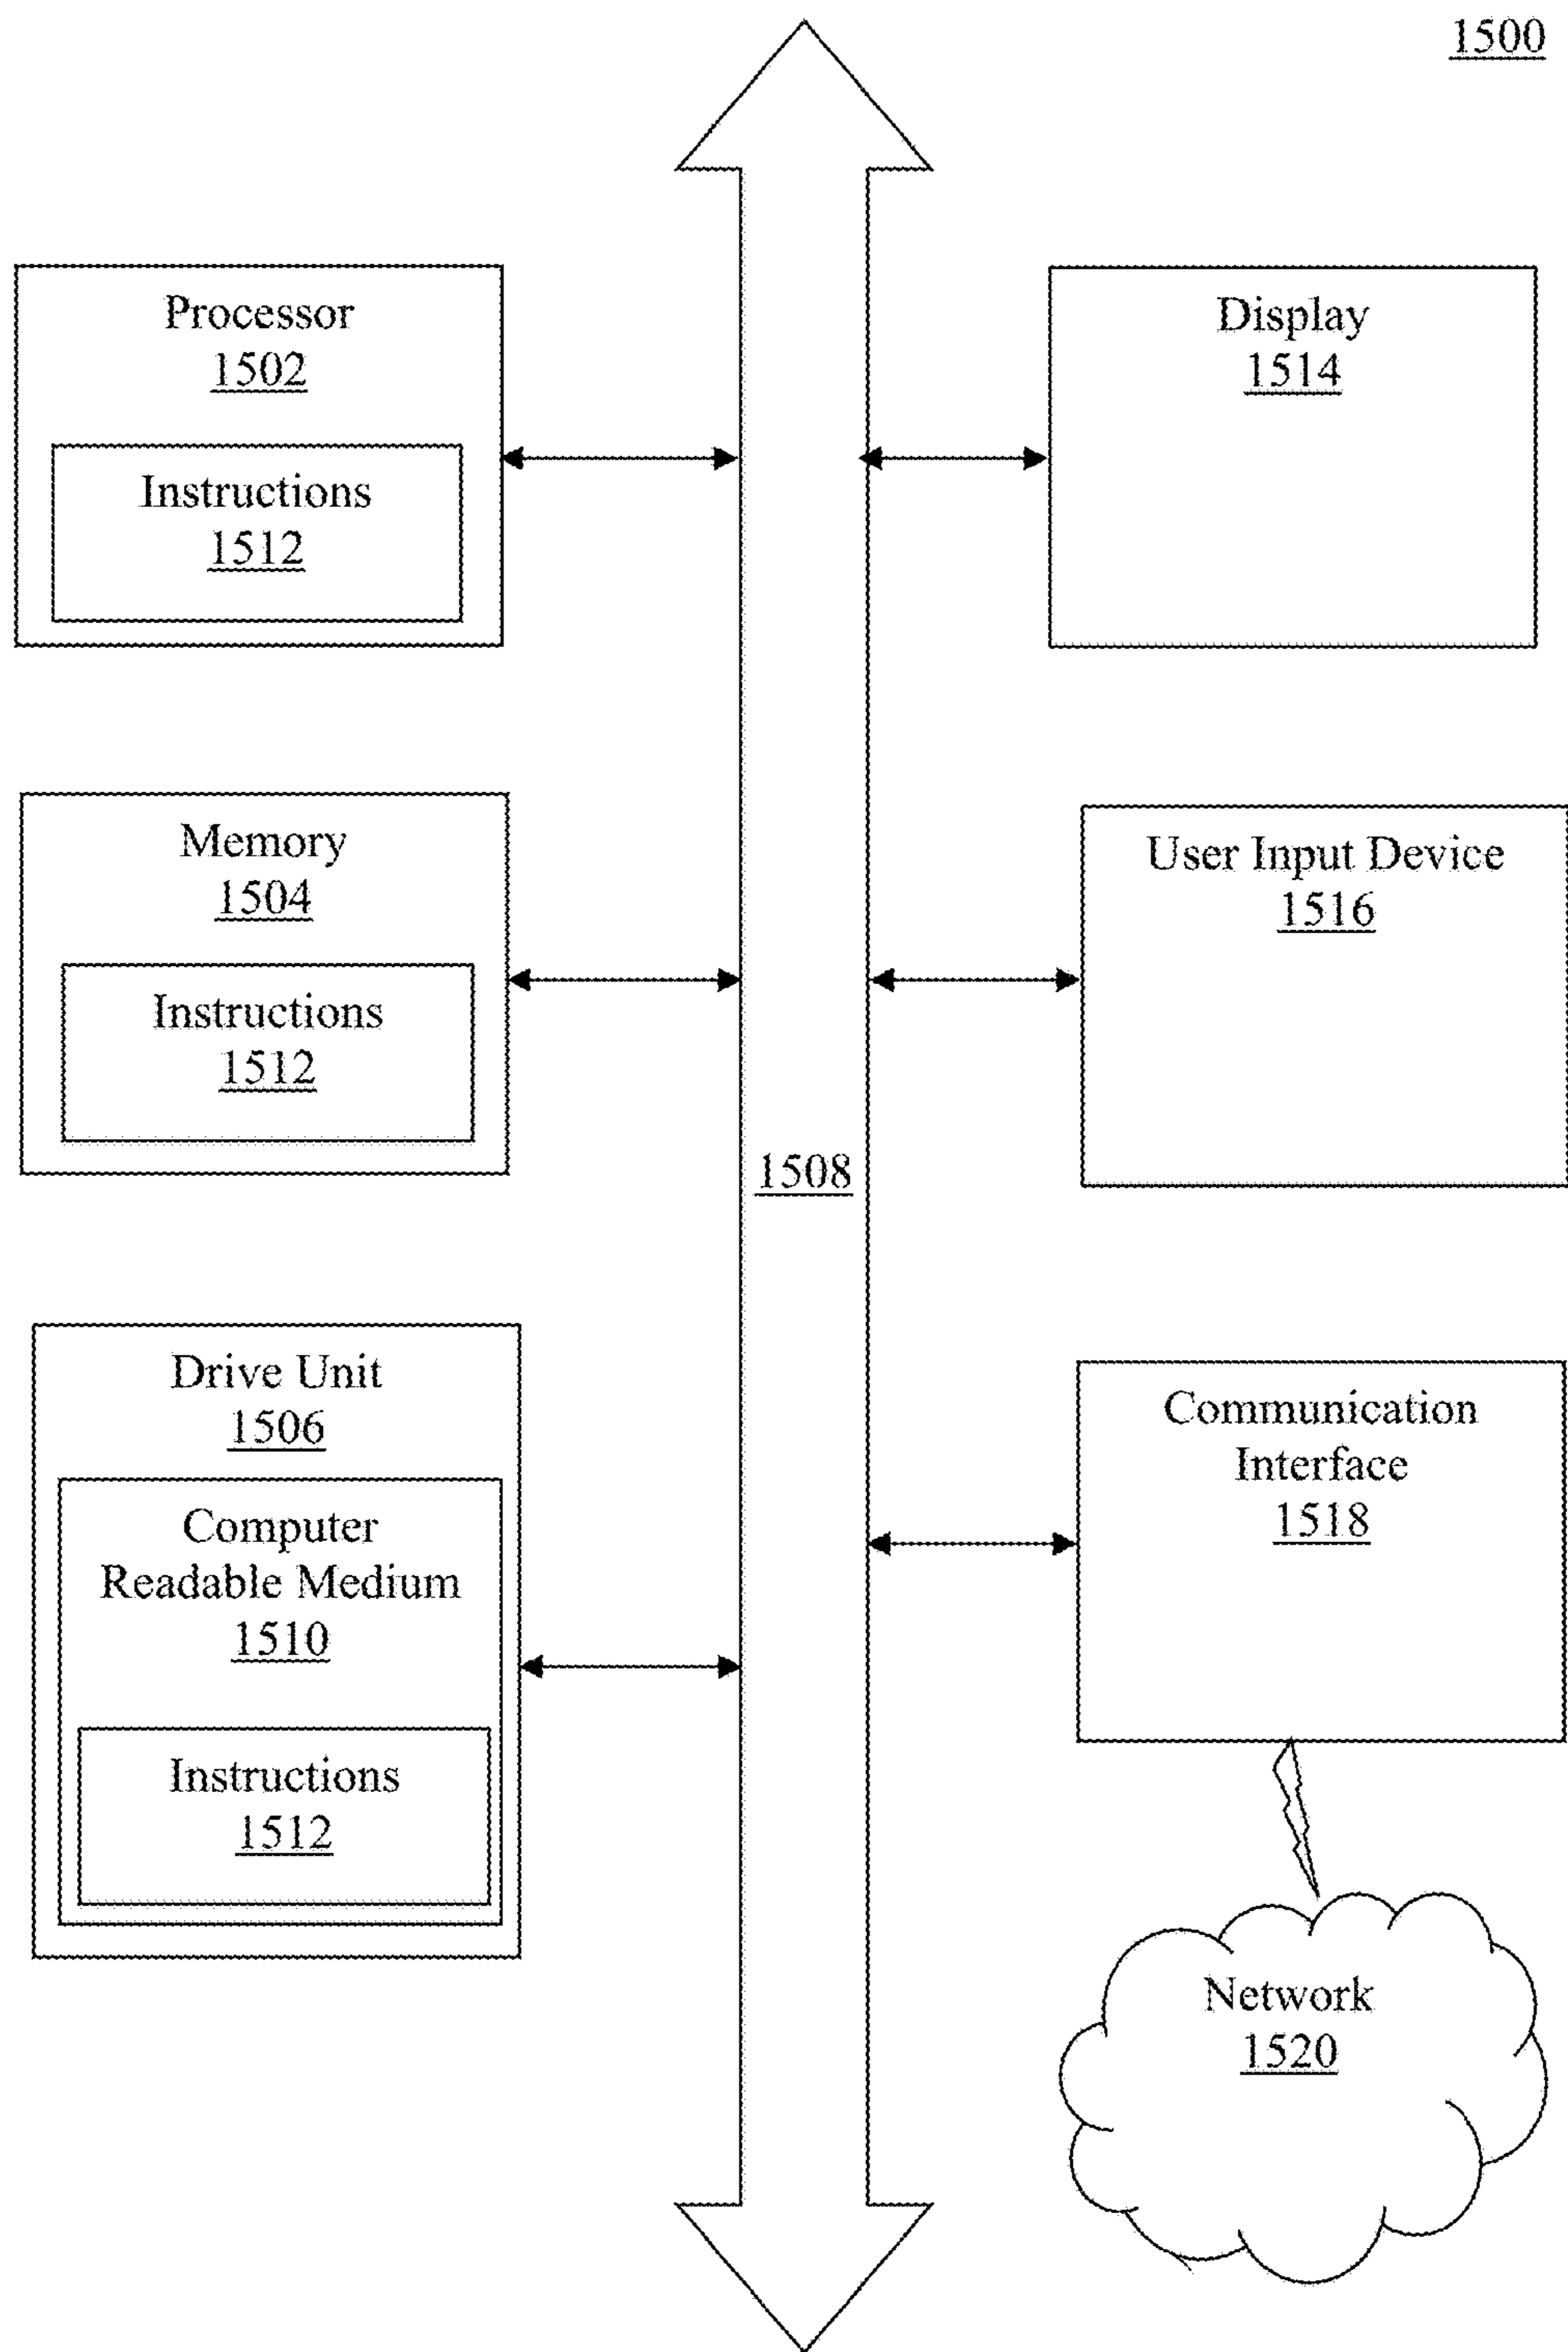 1500
Processor
1502
Instructions
1512
Display
1514
Memory
1504
Instructions
1512
User Input Device
1516
1508
Drive Unit
1506
Computer
Readable Medium
1510
Instructions
1512
Communication
Interface
1518
Network
1520